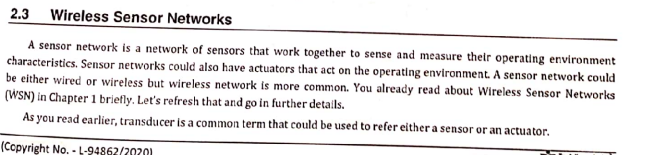 2.3 Wireless Sensor Networks
A sensor network is a network of sensors that work together to sense and measure their operating environment
characteristics. Sensor networks could also have actuators that act on the operating environment. A sensor network could
be either wired or wireless but wireless network is more common. You already read about Wireless Sensor Networks
(WSN) in Chapter 1 briefly. Let's refresh that and go in further details.
As you read earlier, transducer is a common term that could be used to refer either a sensor or an actuator.
(Copyright No. - L-94862/2020)